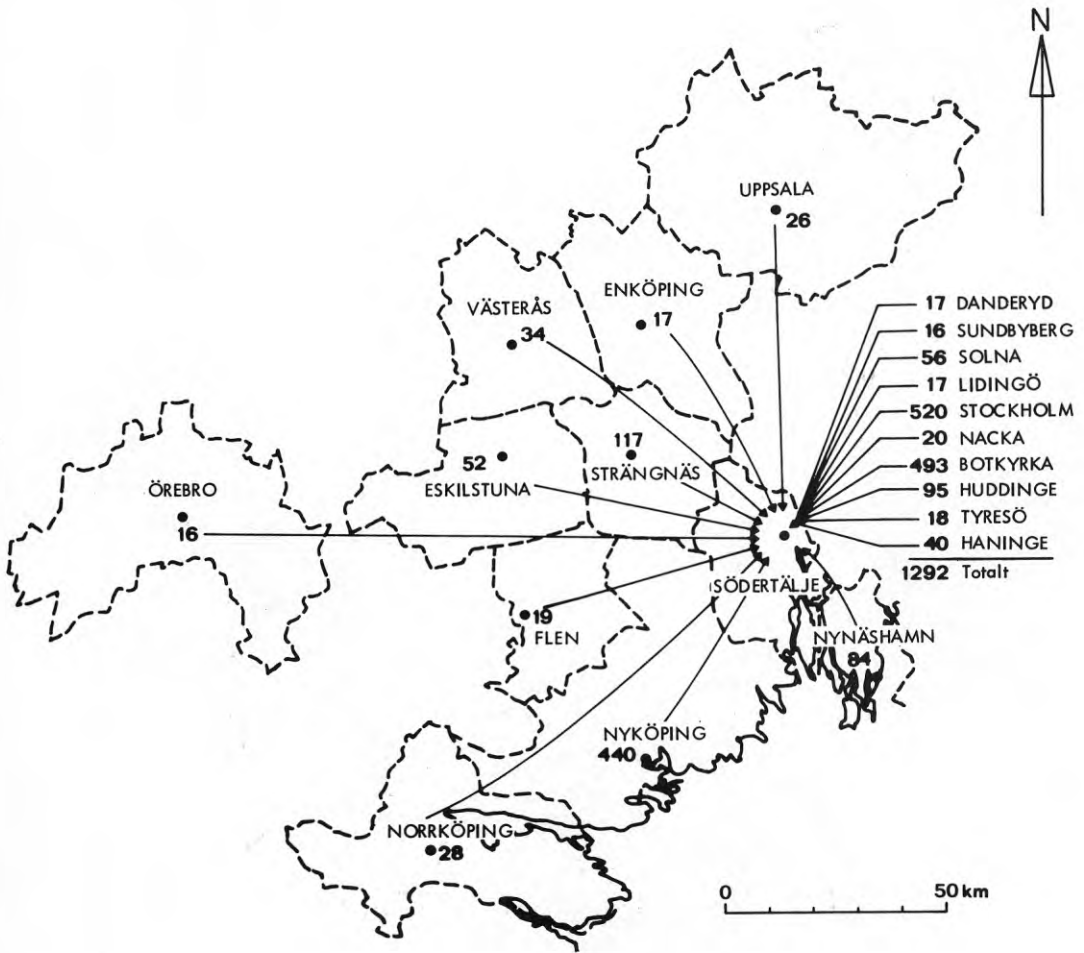 N
UPPSALA
26
ENKÖPING
17
VÄSTERÅS
34
17 DANDERYD
16 SUNDBYBERG
56 SOLNA
17 LIDINGÖ
520 STOCKHOLM
20 NACKA
493 BOTKYRKA
95 HUDDINGE
18 TYRESÖ
40 HANINGE
1292 Totalt
117
STRÄNGNÄS
52
ESKILSTUNA
ÖREBRO
16
SÖDERTÄLJE
19
FLEN
NYNÄSHAMN
84
NYKÖPING
440
NORRKÖPING
28
0 50 km